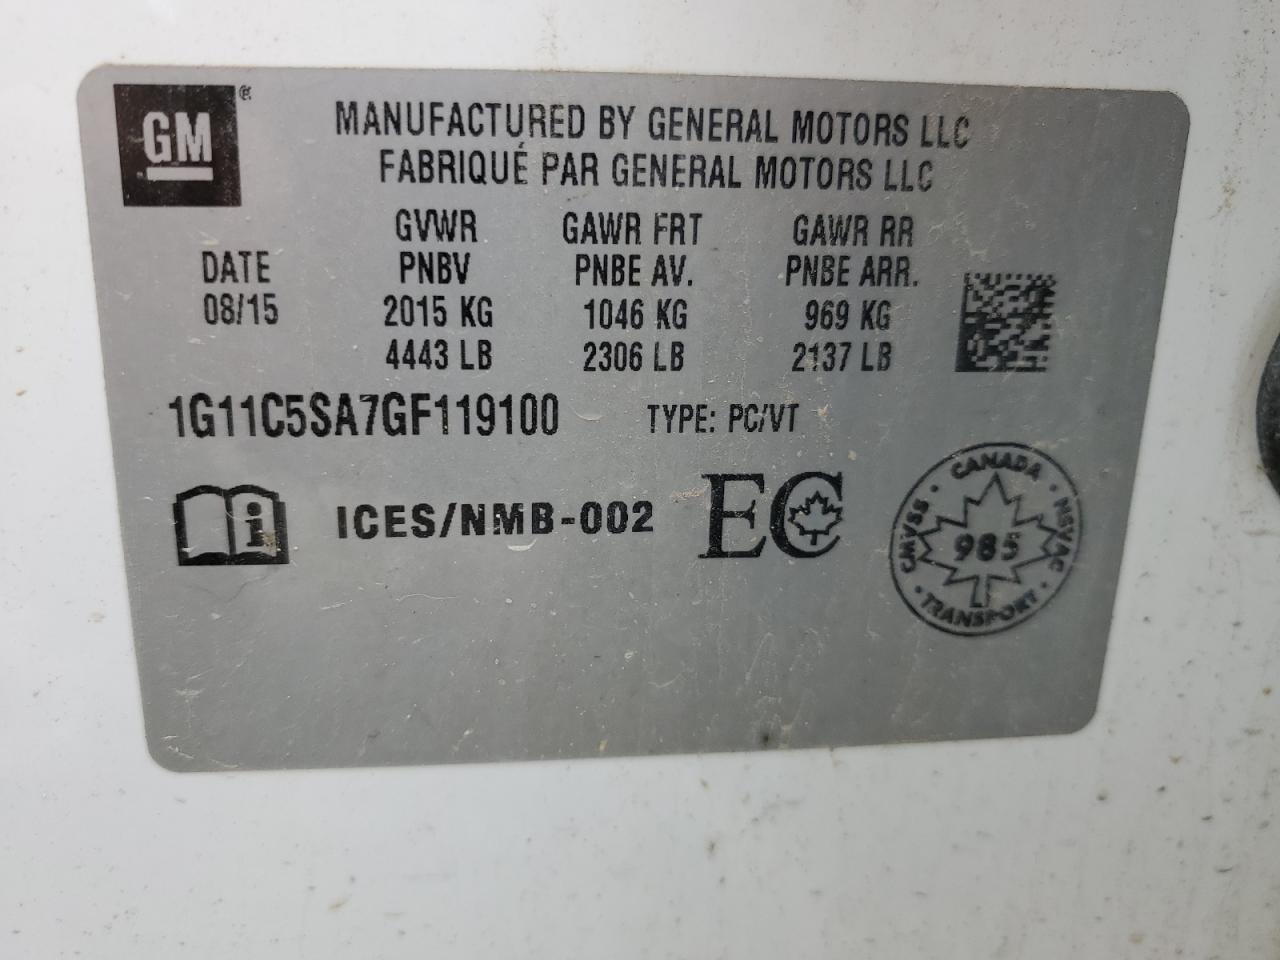 GM ®
MANUFACTURED BY GENERAL MOTORS LLC
FABRIQUÉ PAR GENERAL MOTORS LLC
GVWR GAWR FRT GAWR RR
DATE PNBV PNBE AV. PNBE ARR.
08/15 2015 KG 1046 KG 969 KG
4443 LB 2306 LB 2137 LB
1G11C5SA7GF119100 TYPE: PC/VT
i ICES/NMB-002 EC
CANADA
CMVSS 985 NSVAC
TRANSPORT